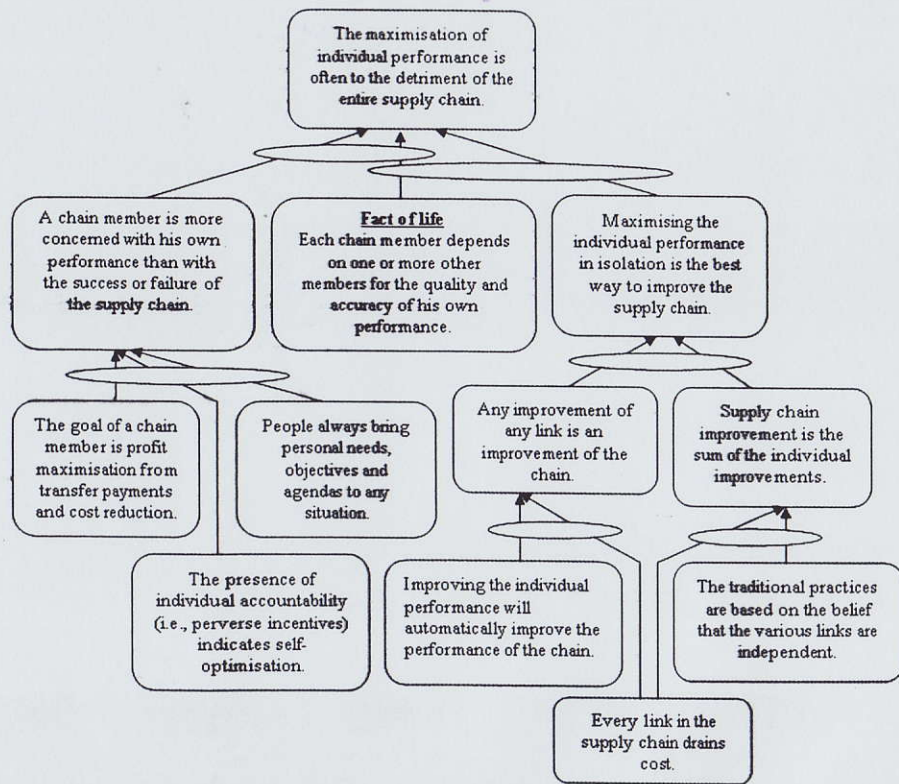 The maximisation of
individual performance is
often to the detriment of the
entire supply chain.
A chain member is more
concerned with his own
performance than with
the success or failure of
the supply chain.
Fact of life
Each chain member depends
on one or more other
members for the quality and
accuracy of his own
performance.
Maximising the
individual performance
in isolation is the best
way to improve the
supply chain.
The goal of a chain
member is profit
maximisation from
transfer payments
and cost reduction.
People always bring
personal needs,
objectives and
agendas to any
situation.
Any improvement of
any link is an
improvement of the
chain.
Supply chain
improvement is the
sum of the individual
improvements.
The presence of
individual accountability
(i.e., perverse incentives)
indicates self-
optimisation.
Improving the individual
performance will
automatically improve the
performance of the chain.
The traditional practices
are based on the belief
that the various links are
independent.
Every link in the
supply chain drains
cost.